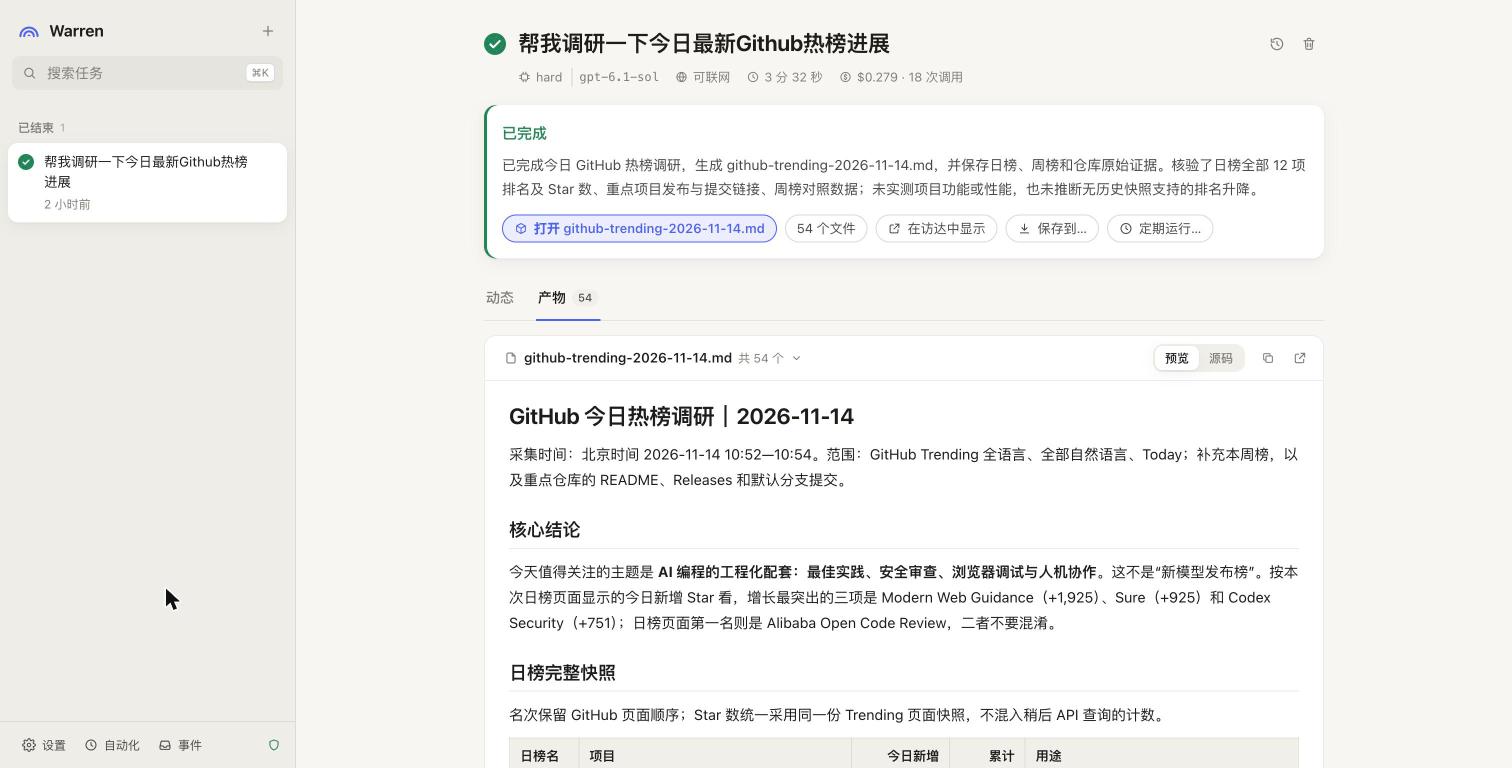 Warren
搜索任务
⌘K
已结束 1
帮我调研一下今日最新Github热榜
进展
2 小时前
设置
自动化
事件
帮我调研一下今日最新Github热榜进展
hard gpt-6.1-sol 可联网 3 分 32 秒 $0.279 · 18 次调用
已完成
已完成今日 GitHub 热榜调研，生成 github-trending-2026-11-14.md，并保存日榜、周榜和仓库原始证据。核验了日榜全部 12 项
排名及 Star 数、重点项目发布与提交链接、周榜对照数据；未实测项目功能或性能，也未推断无历史快照支持的排名升降。
打开 github-trending-2026-11-14.md 54 个文件 在访达中显示 保存到... 定期运行...
动态 产物 54
github-trending-2026-11-14.md 共 54 个 预览 源码
GitHub 今日热榜调研｜2026-11-14
采集时间：北京时间 2026-11-14 10:52—10:54。范围：GitHub Trending 全语言、全部自然语言、Today；补充本周榜，以
及重点仓库的 README、Releases 和默认分支提交。
核心结论
今天值得关注的主题是 AI 编程的工程化配套：最佳实践、安全审查、浏览器调试与人机协作。这不是“新模型发布榜”。按本
次日榜页面显示的今日新增 Star 看，增长最突出的三项是 Modern Web Guidance（+1,925）、Sure（+925）和 Codex
Security（+751）；日榜页面第一名则是 Alibaba Open Code Review，二者不要混淆。
日榜完整快照
名次保留 GitHub 页面顺序；Star 数统一采用同一份 Trending 页面快照，不混入稍后 API 查询的计数。
日榜名 项目 今日新增 累计 用途